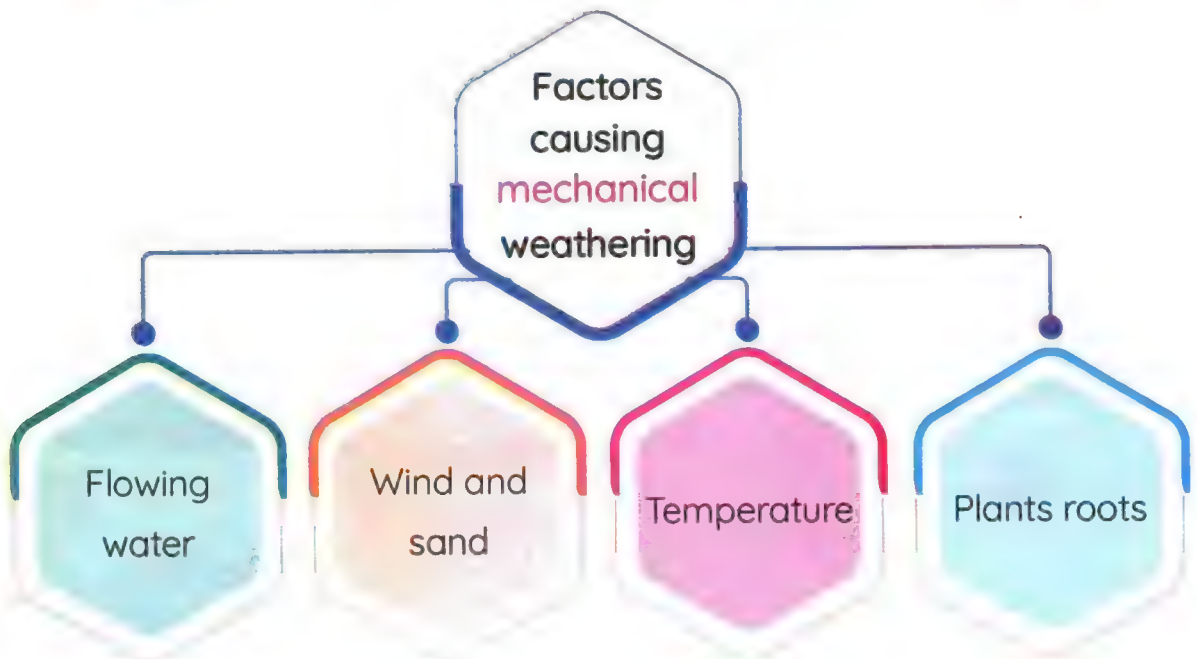 Factors
causing
mechanical
weathering
Flowing
water
Wind and
sand
Temperature
Plants roots